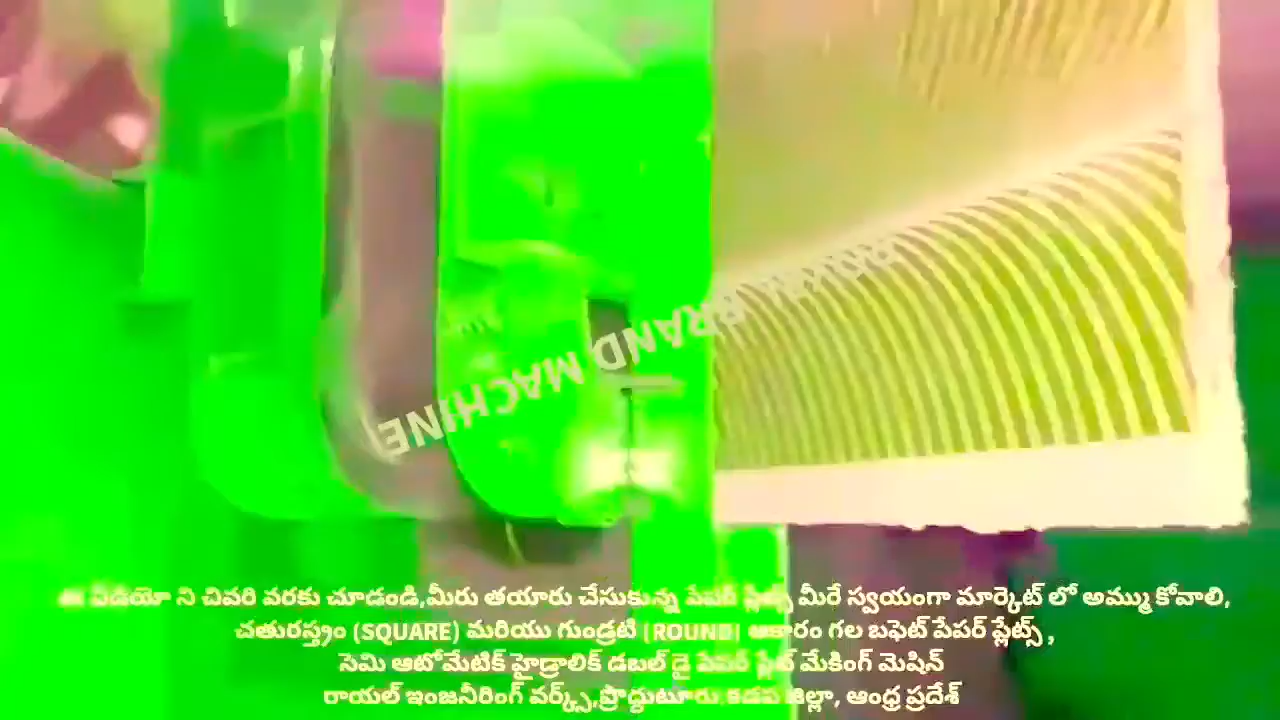 BRAND MACHINE
ఈ వీడియో ని చివరి వరకు చూడండి,మీరు తయారు చేసుకున్న పేపర్ ప్లేట్స్ మీరే స్వయంగా మార్కెట్ లో అమ్ము కోవాలి,
చతురస్త్రం (SQUARE) మరియు గుండ్రటి (ROUND) ఆకారం గల బఫెట్ పేపర్ ప్లేట్స్ ,
సెమి ఆటోమేటిక్ హైడ్రాలిక్ డబల్ డై పేపర్ ప్లేట్ మేకింగ్ మెషిన్
రాయల్ ఇంజనీరింగ్ వర్క్స్,ప్రొద్దుటూరు,కడప జిల్లా, ఆంధ్ర ప్రదేశ్